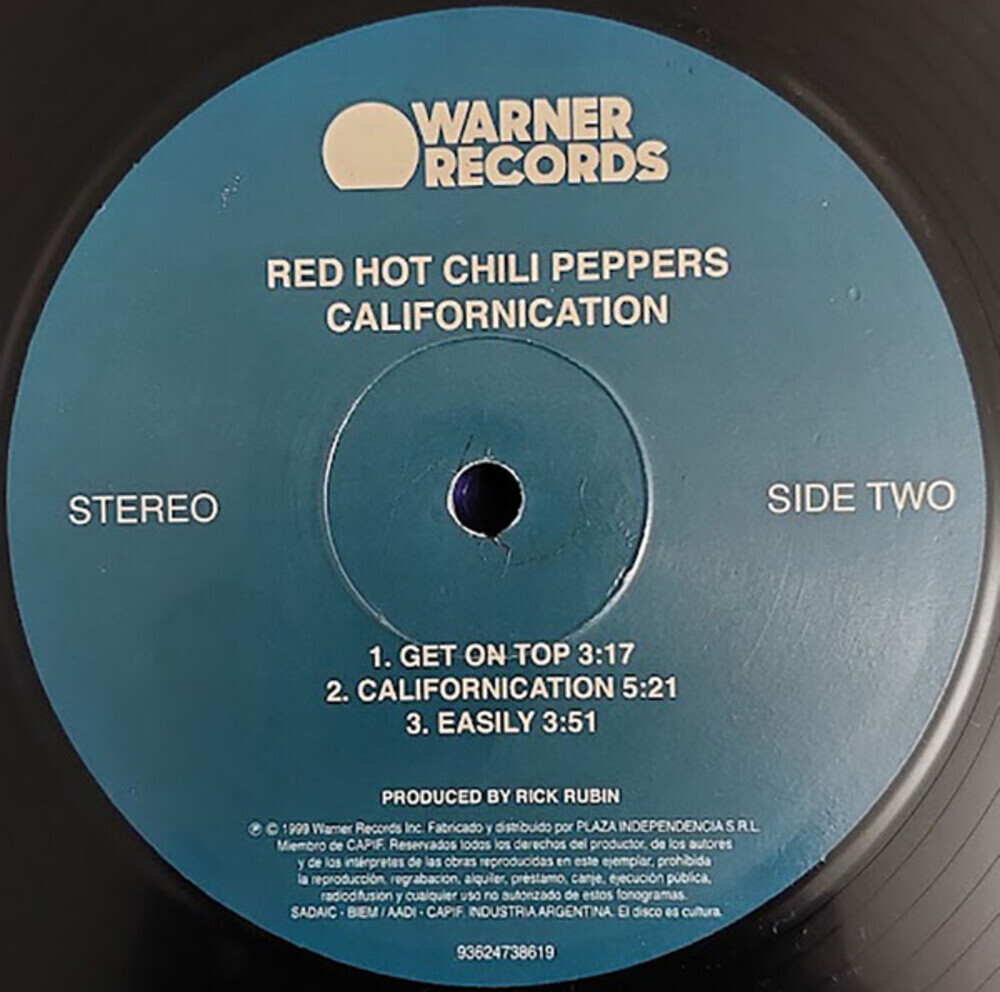 WARNER
RECORDS
RED HOT CHILI PEPPERS
CALIFORNICATION
STEREO
SIDE TWO
1. GET ON TOP 3:17
2. CALIFORNICATION 5:21
3. EASILY 3:51
PRODUCED BY RICK RUBIN
℗ © 1999 Warner Records Inc. Fabricado y distribuido por PLAZA INDEPENDENCIA S.R.L.
Miembro de CAPIF. Reservados todos los derechos del productor, de los autores
y de los intérpretes de las obras reproducidas en este ejemplar, prohibida
la reproducción, regrabación, alquiler, préstamo, canje, ejecución pública,
radiodifusión y cualquier uso no autorizado de estos fonogramas.
SADAIC - BIEM / AADI - CAPIF. INDUSTRIA ARGENTINA. El disco es cultura.
93624738619